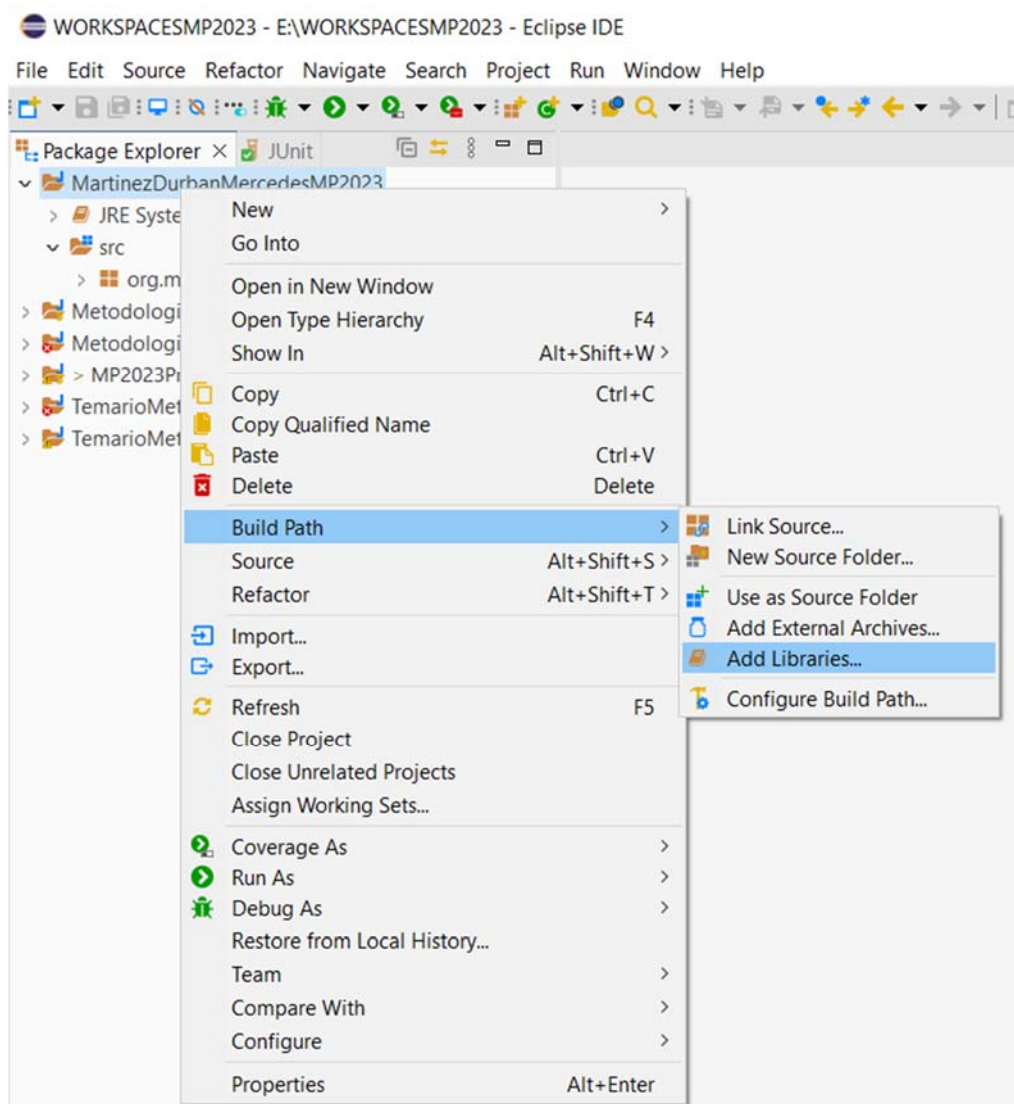 WORKSPACESMP2023 - E:\WORKSPACESMP2023 - Eclipse IDE
File Edit Source Refactor Navigate Search Project Run Window Help
Package Explorer JUnit
MartinezDurbanMercedesMP2023
JRE Syste
src
org.m
Metodologi
Metodologi
> MP2023Pr
TemarioMet
TemarioMet
New
Go Into
Open in New Window
Open Type Hierarchy F4
Show In Alt+Shift+W >
Copy Ctrl+C
Copy Qualified Name
Paste Ctrl+V
Delete Delete
Build Path
Source Alt+Shift+S >
Refactor Alt+Shift+T >
Import...
Export...
Refresh F5
Close Project
Close Unrelated Projects
Assign Working Sets...
Coverage As
Run As
Debug As
Restore from Local History...
Team
Compare With
Configure
Properties Alt+Enter
Link Source...
New Source Folder...
Use as Source Folder
Add External Archives...
Add Libraries...
Configure Build Path...